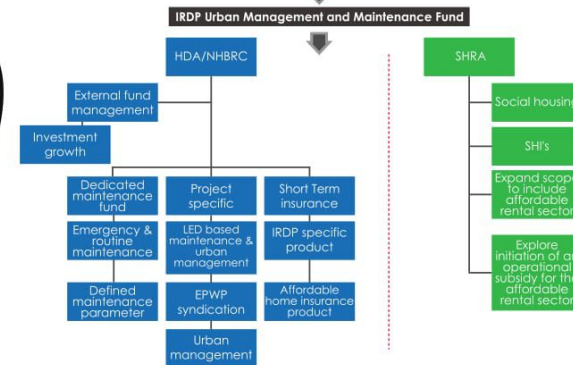 IRDP Urban Management and Maintenance Fund
HDA/NHBRC
External fund
management
Investment
growth
Dedicated
maintenance
fund
Emergency &
routine
maintenance
Defined
maintenance
parameter
Project
specific
LED based
maintenance &
urban
management
EPWP
syndication
Urban
management
Short Term
insurance
IRDP specific
product
Affordable
home insurance
product
SHRA
Social housing
SHI's
Expand scope
to include
affordable
rental sector
Explore
initiation of an
operational
subsidy for the
affordable
rental sector